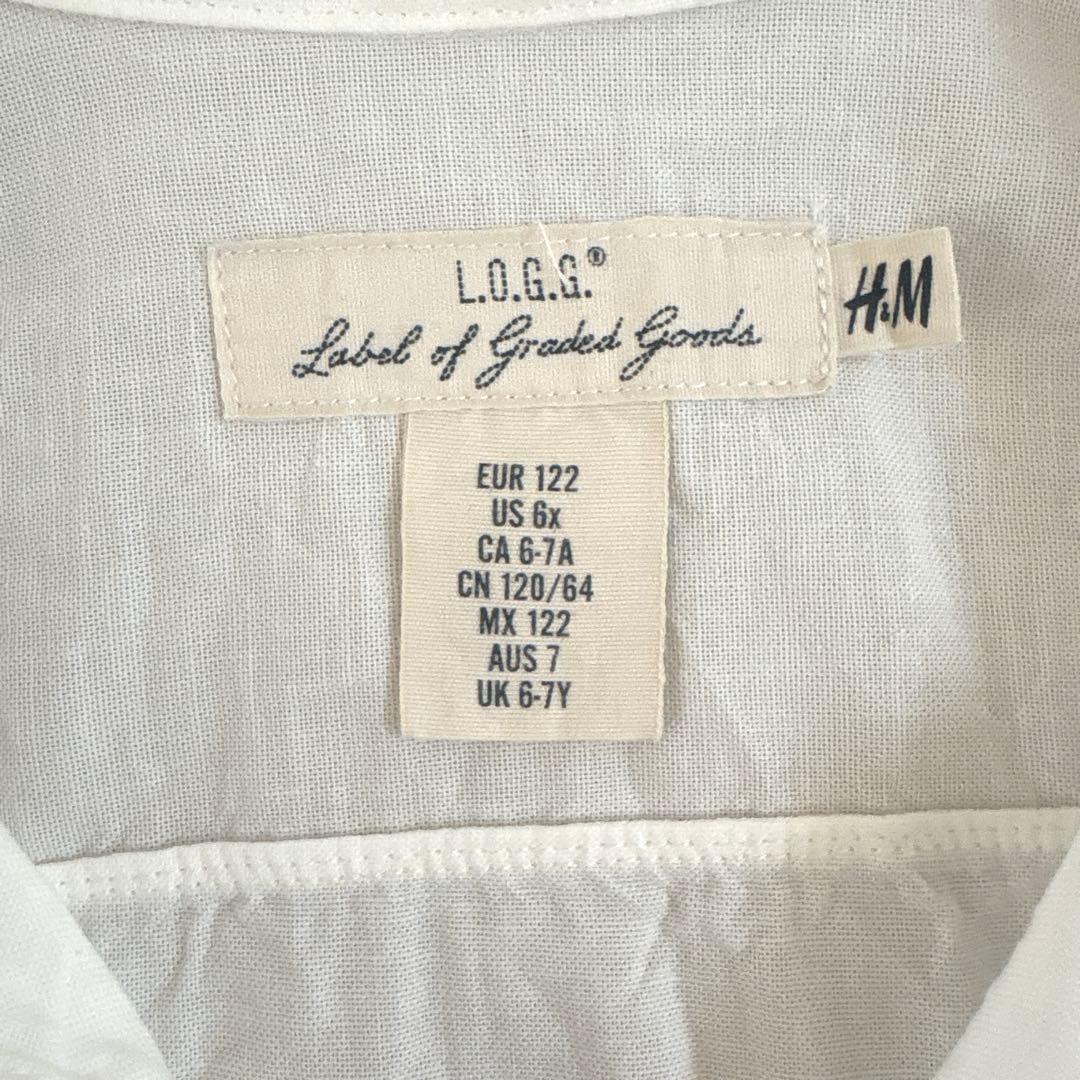 L.O.G.G.®
Label of Graded Goods
H&M
EUR 122
US 6x
CA 6-7A
CN 120/64
MX 122
AUS 7
UK 6-7Y